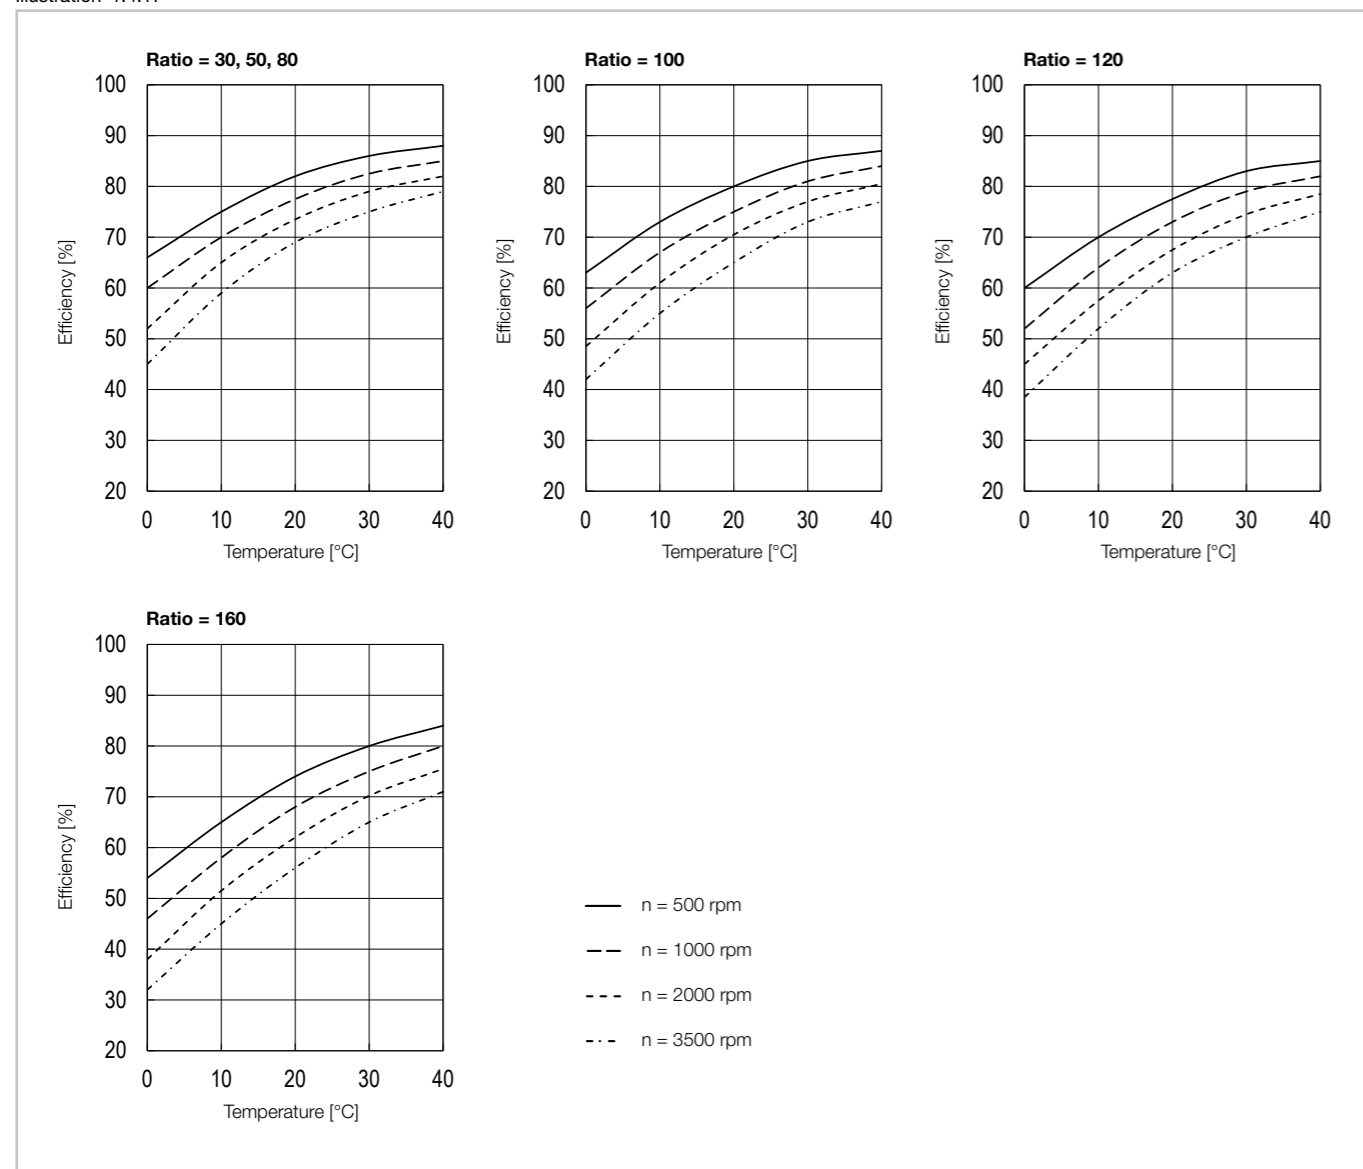 Ratio = 30, 50, 80
100
90
80
70
60
50
40
30
20
Efficiency [%]
0 10 20 30 40
Temperature [°C]
Ratio = 100
100
90
80
70
60
50
40
30
20
Efficiency [%]
0 10 20 30 40
Temperature [°C]
Ratio = 120
100
90
80
70
60
50
40
30
20
Efficiency [%]
0 10 20 30 40
Temperature [°C]
Ratio = 160
100
90
80
70
60
50
40
30
20
Efficiency [%]
0 10 20 30 40
Temperature [°C]
n = 500 rpm
n = 1000 rpm
n = 2000 rpm
n = 3500 rpm